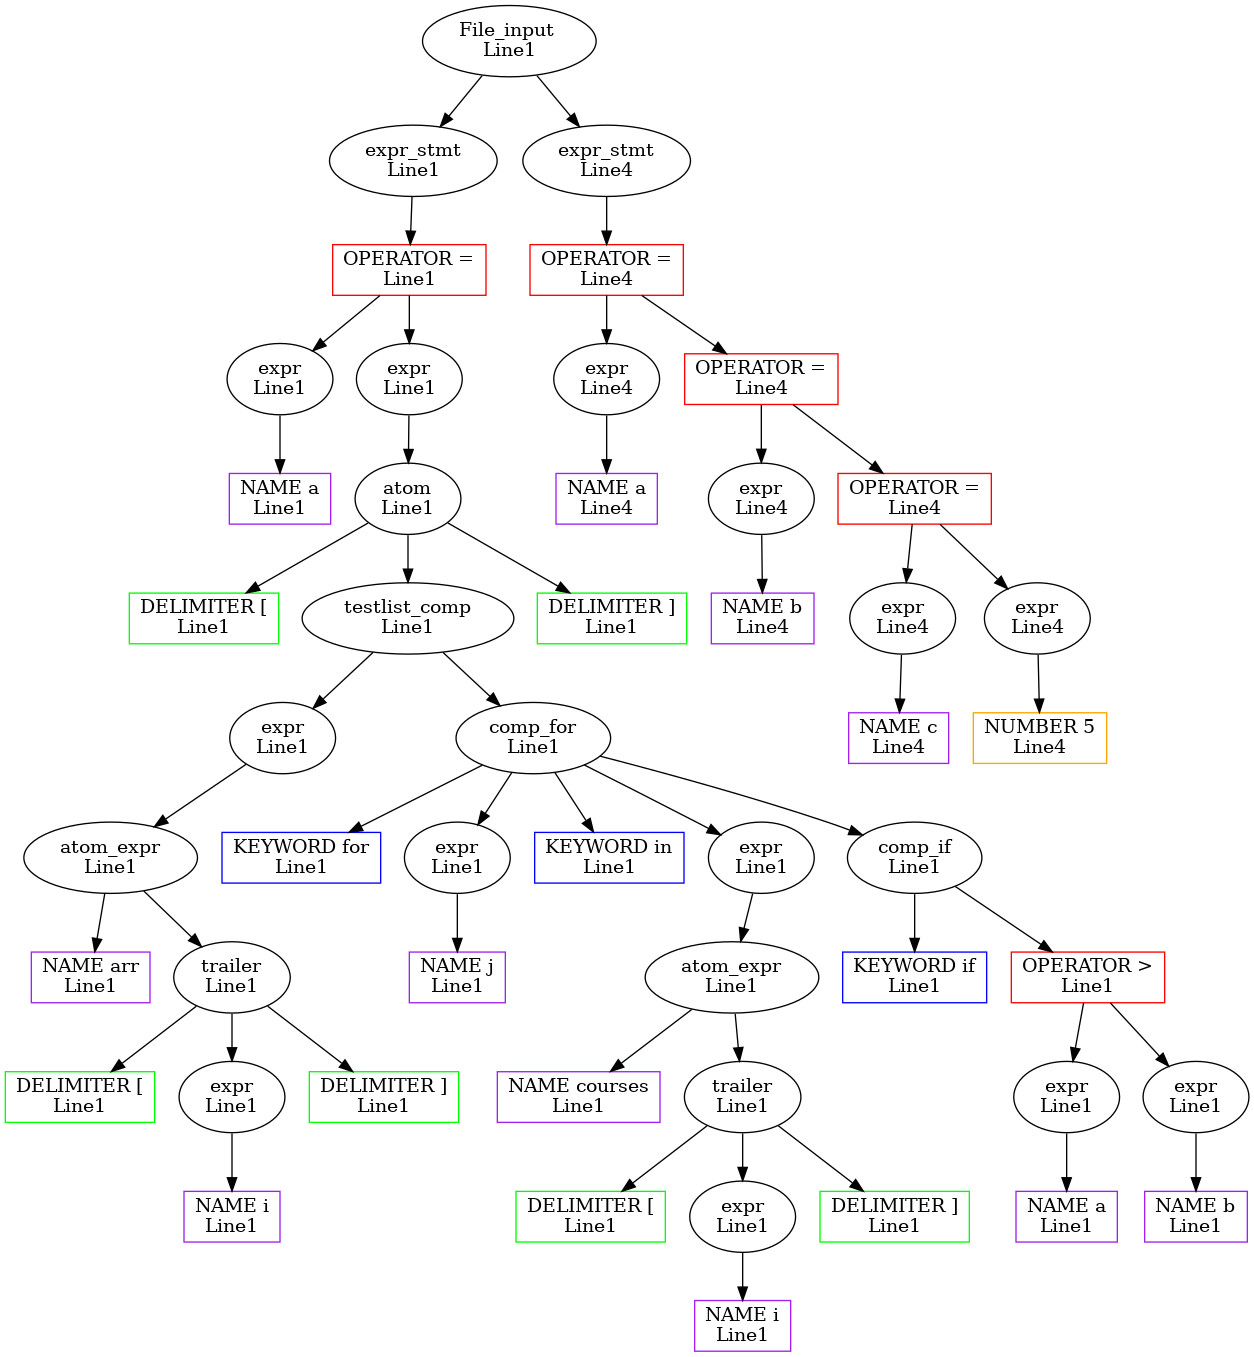 File_input
Line1
expr_stmt
Line1
expr_stmt
Line4
OPERATOR =
Line1
OPERATOR =
Line4
expr
Line1
expr
Line1
expr
Line4
OPERATOR =
Line4
NAME a
Line1
atom
Line1
NAME a
Line4
expr
Line4
OPERATOR =
Line4
DELIMITER [
Line1
testlist_comp
Line1
DELIMITER ]
Line1
NAME b
Line4
expr
Line4
expr
Line4
expr
Line1
comp_for
Line1
NAME c
Line4
NUMBER 5
Line4
atom_expr
Line1
KEYWORD for
Line1
expr
Line1
KEYWORD in
Line1
expr
Line1
comp_if
Line1
NAME arr
Line1
trailer
Line1
NAME j
Line1
atom_expr
Line1
KEYWORD if
Line1
OPERATOR >
Line1
DELIMITER [
Line1
expr
Line1
DELIMITER ]
Line1
NAME courses
Line1
trailer
Line1
expr
Line1
expr
Line1
NAME i
Line1
DELIMITER [
Line1
expr
Line1
DELIMITER ]
Line1
NAME a
Line1
NAME b
Line1
NAME i
Line1